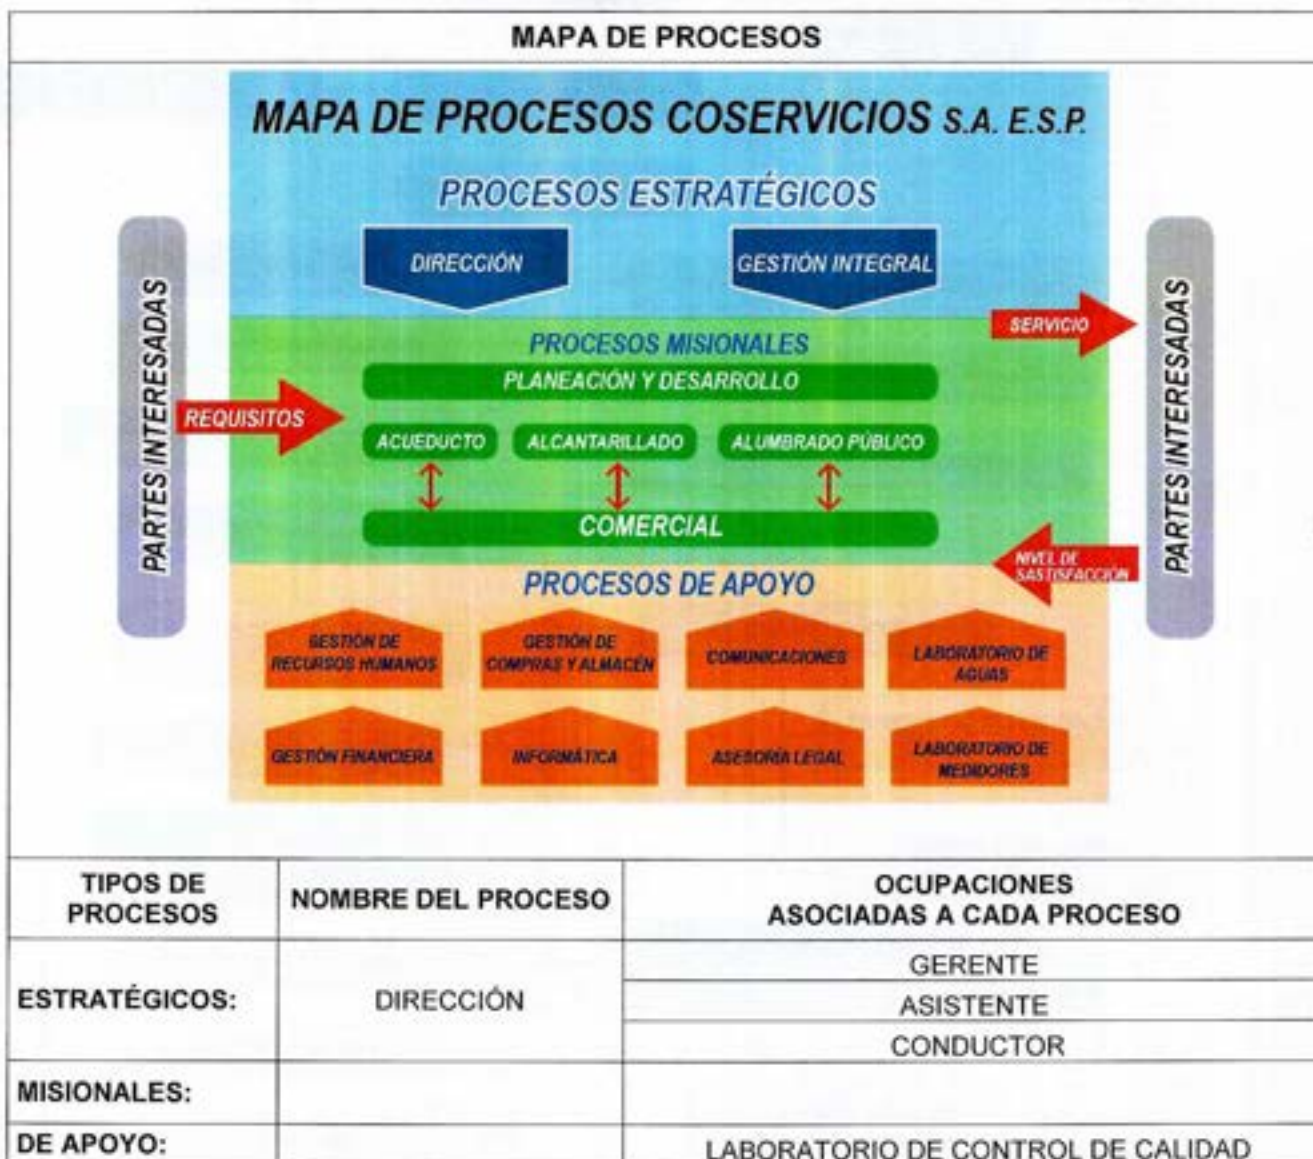 MAPA DE PROCESOS
MAPA DE PROCESOS COSERVICIOS S.A. E.S.P.
PROCESOS ESTRATÉGICOS
DIRECCIÓN
GESTIÓN INTEGRAL
PARTES INTERESADAS
REQUISITOS
PROCESOS MISIONALES
PLANEACIÓN Y DESARROLLO
ACUEDUCTO
ALCANTARILLADO
ALUMBRADO PÚBLICO
COMERCIAL
SERVICIO
PARTES INTERESADAS
NIVEL DE
SASTISFACCIÓN
PROCESOS DE APOYO
GESTIÓN DE
RECURSOS HUMANOS
GESTIÓN DE
COMPRAS Y ALMACÉN
COMUNICACIONES
LABORATORIO DE
AGUAS
GESTIÓN FINANCIERA
INFORMÁTICA
ASESORÍA LEGAL
LABORATORIO DE
MEDIDORES
TIPOS DE
PROCESOS
NOMBRE DEL PROCESO
OCUPACIONES
ASOCIADAS A CADA PROCESO
ESTRATÉGICOS:
DIRECCIÓN
GERENTE
ASISTENTE
CONDUCTOR
MISIONALES:
DE APOYO:
LABORATORIO DE CONTROL DE CALIDAD